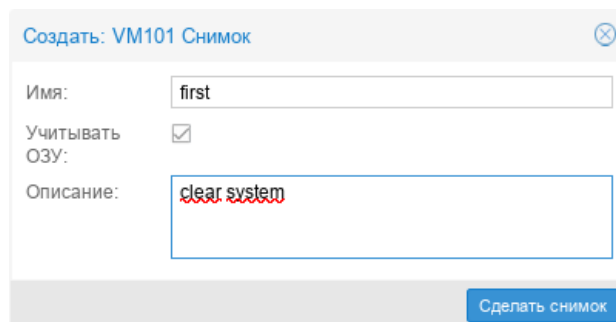 Создать: VM101 Снимок
Имя:
first
Учитывать
ОЗУ:
Описание:
clear system
Сделать снимок